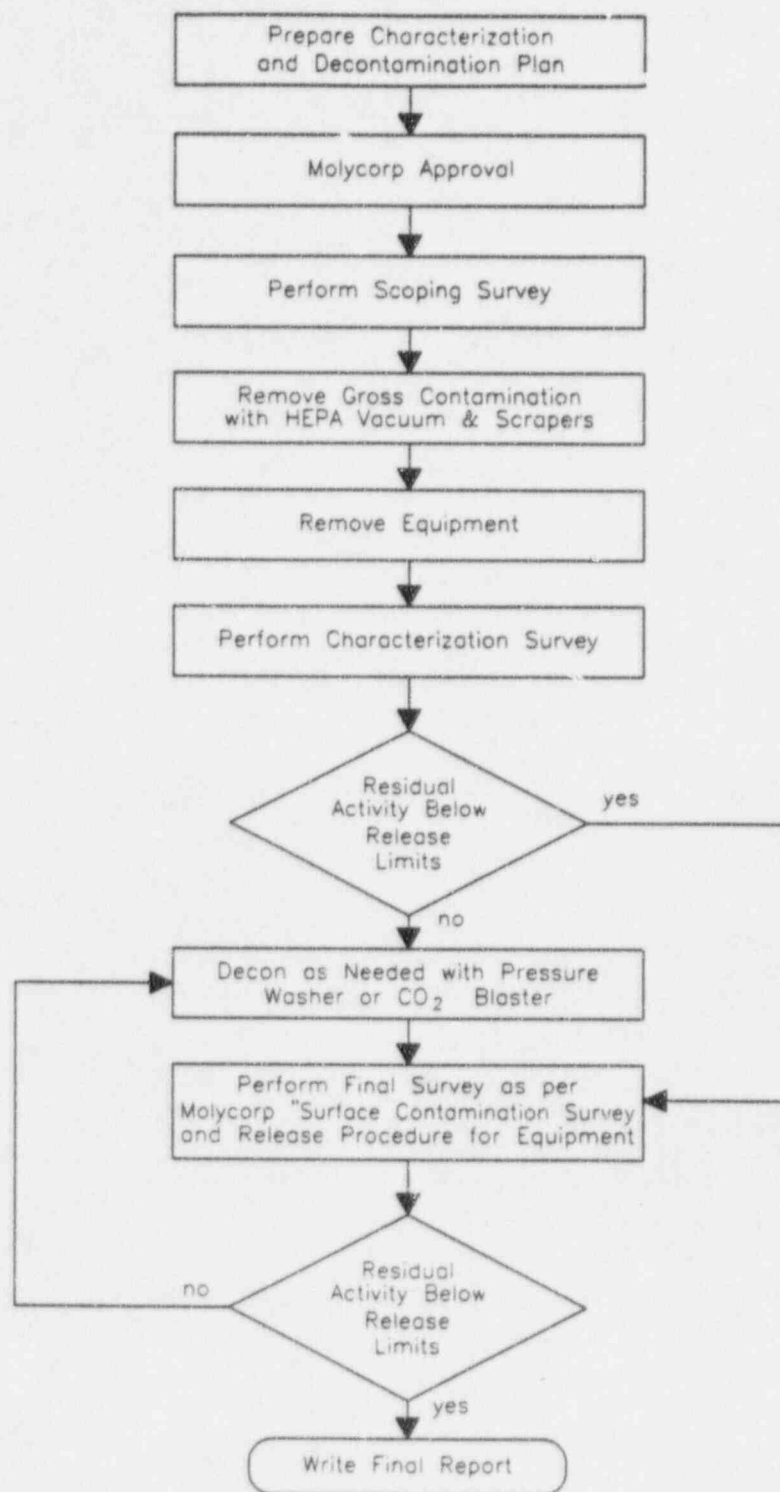 Prepare Characterization
and Decontamination Plan
Molycorp Approval
Perform Scoping Survey
Remove Gross Contamination
with HEPA Vacuum & Scrapers
Remove Equipment
Perform Characterization Survey
Residual
Activity Below
Release
Limits
yes
no
Decon as Needed with Pressure
Washer or CO₂ Blaster
Perform Final Survey as per
Molycorp "Surface Contamination Survey
and Release Procedure for Equipment
Residual
Activity Below
Release
Limits
no
yes
Write Final Report